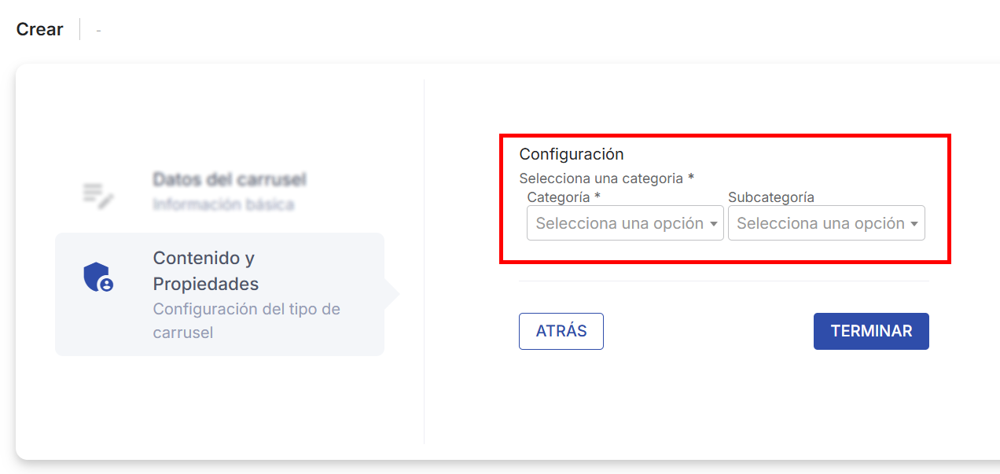 Crear
-
Datos del carrusel
Información básica
Contenido y
Propiedades
Configuración del tipo de
carrusel
Configuración
Selecciona una categoria *
Categoría * Subcategoría
Selecciona una opción Selecciona una opción
ATRÁS TERMINAR